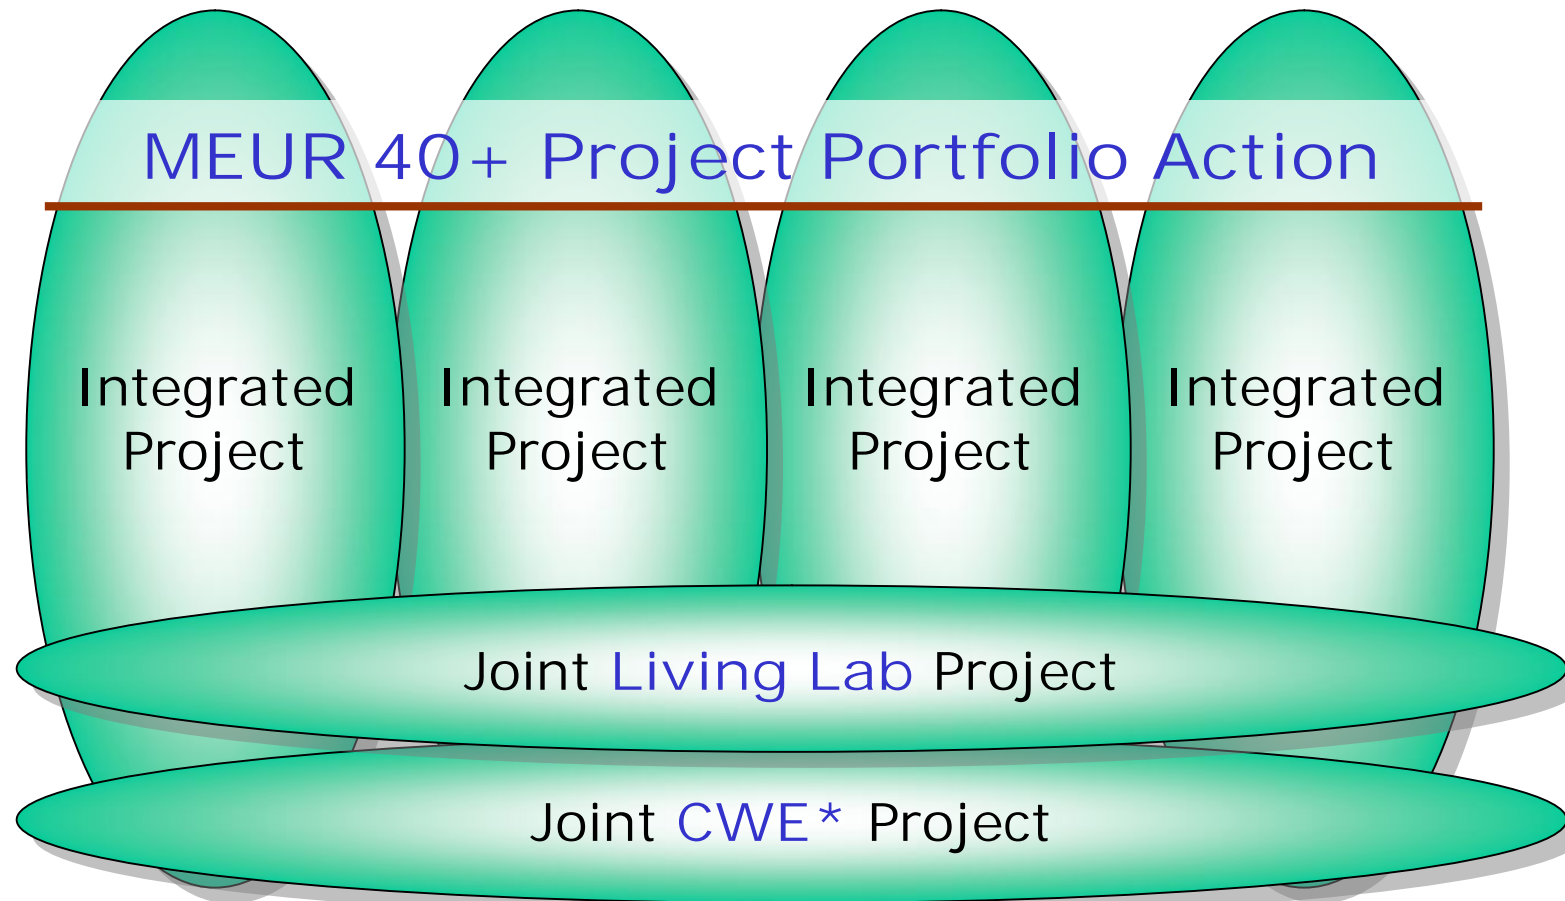 MEUR 40+ Project Portfolio Action
Integrated
Project
Integrated
Project
Integrated
Project
Integrated
Project
Joint Living Lab Project
Joint CWE* Project